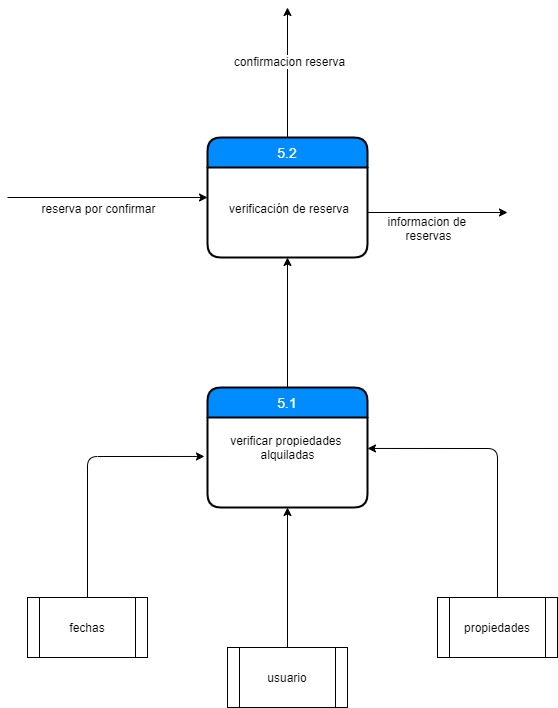 confirmacion reserva
5.2
verificación de reserva
reserva por confirmar
informacion de
reservas
5.1
verificar propiedades
alquiladas
fechas
propiedades
usuario